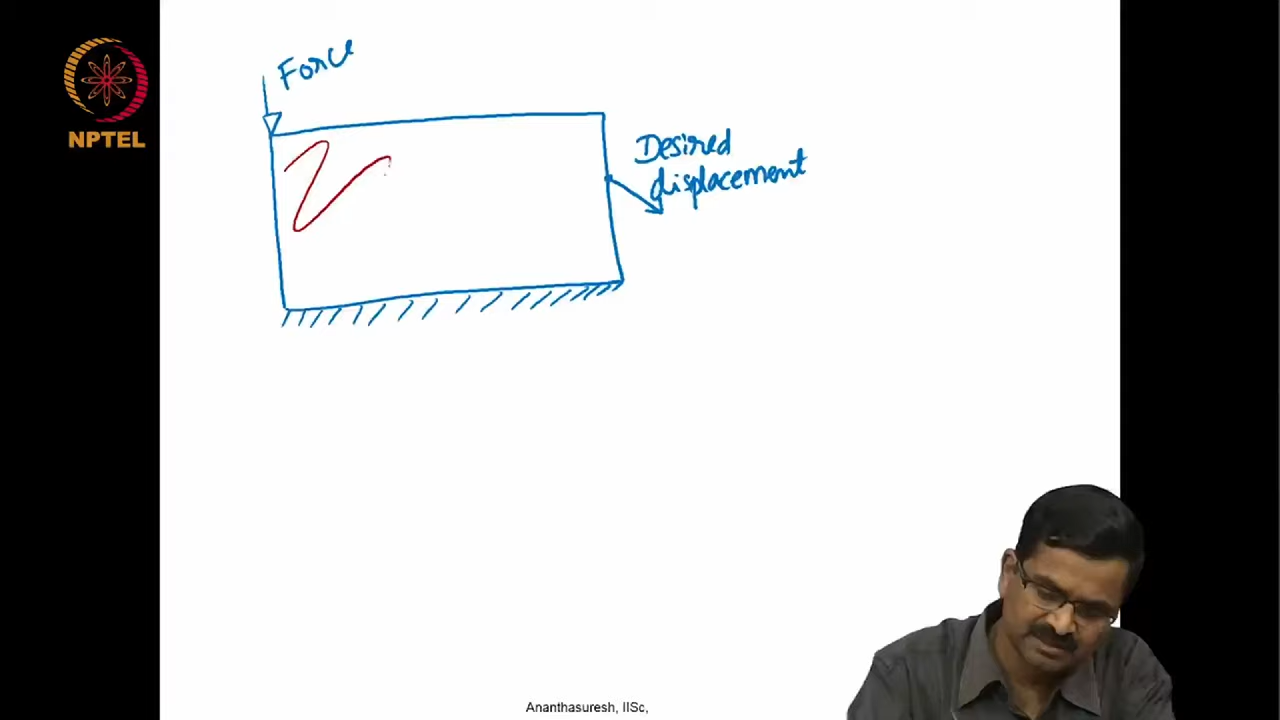 NPTEL
Force
Desired
displacement
Ananthasuresh, IISc,